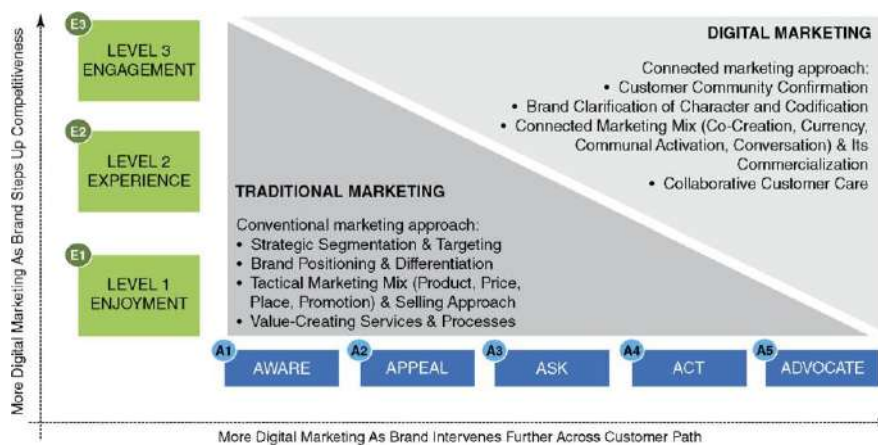 More Digital Marketing As Brand Steps Up Competitiveness
E3
LEVEL 3
ENGAGEMENT
E2
LEVEL 2
EXPERIENCE
E1
LEVEL 1
ENJOYMENT
DIGITAL MARKETING
Connected marketing approach:
• Customer Community Confirmation
• Brand Clarification of Character and Codification
• Connected Marketing Mix (Co-Creation, Currency,
Communal Activation, Conversation) & Its
Commercialization
• Collaborative Customer Care
TRADITIONAL MARKETING
Conventional marketing approach:
• Strategic Segmentation & Targeting
• Brand Positioning & Differentiation
• Tactical Marketing Mix (Product, Price,
Place, Promotion) & Selling Approach
• Value-Creating Services & Processes
A1
AWARE
A2
APPEAL
A3
ASK
A4
ACT
A5
ADVOCATE
More Digital Marketing As Brand Intervenes Further Across Customer Path